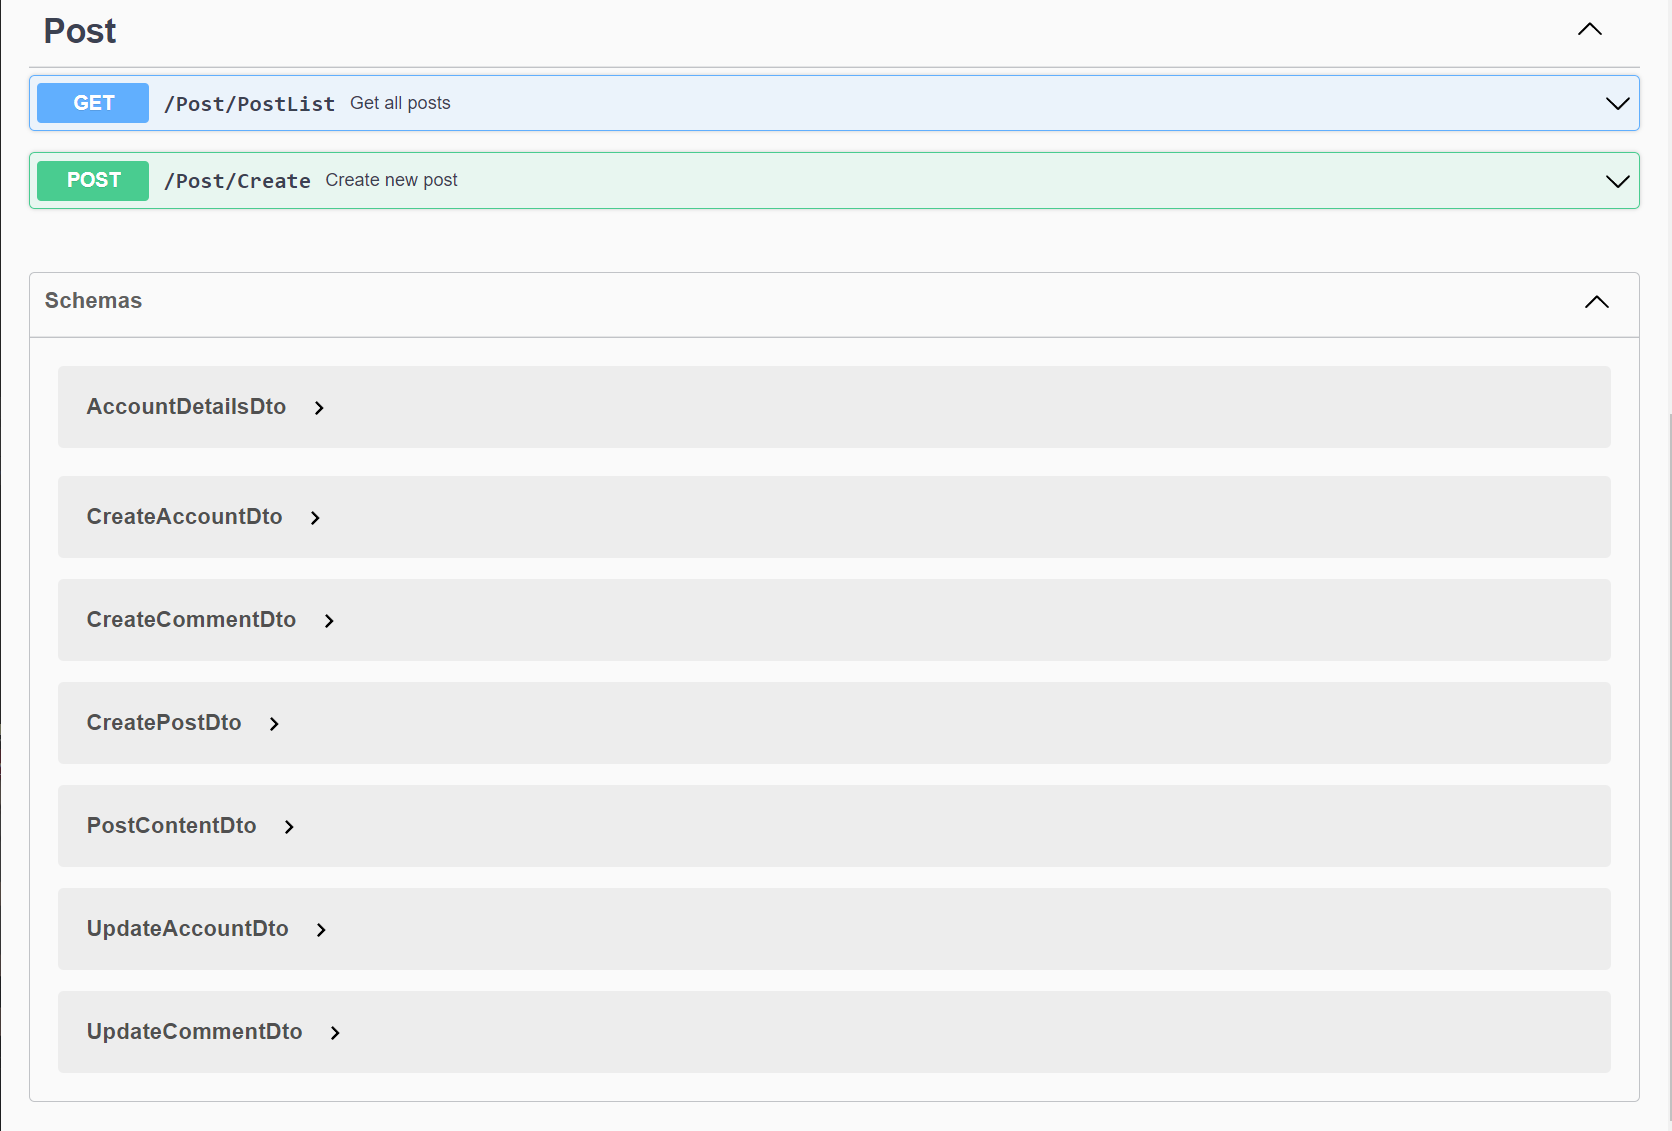 Post
GET /Post/PostList Get all posts
POST /Post/Create Create new post
Schemas
AccountDetailsDto
CreateAccountDto
CreateCommentDto
CreatePostDto
PostContentDto
UpdateAccountDto
UpdateCommentDto